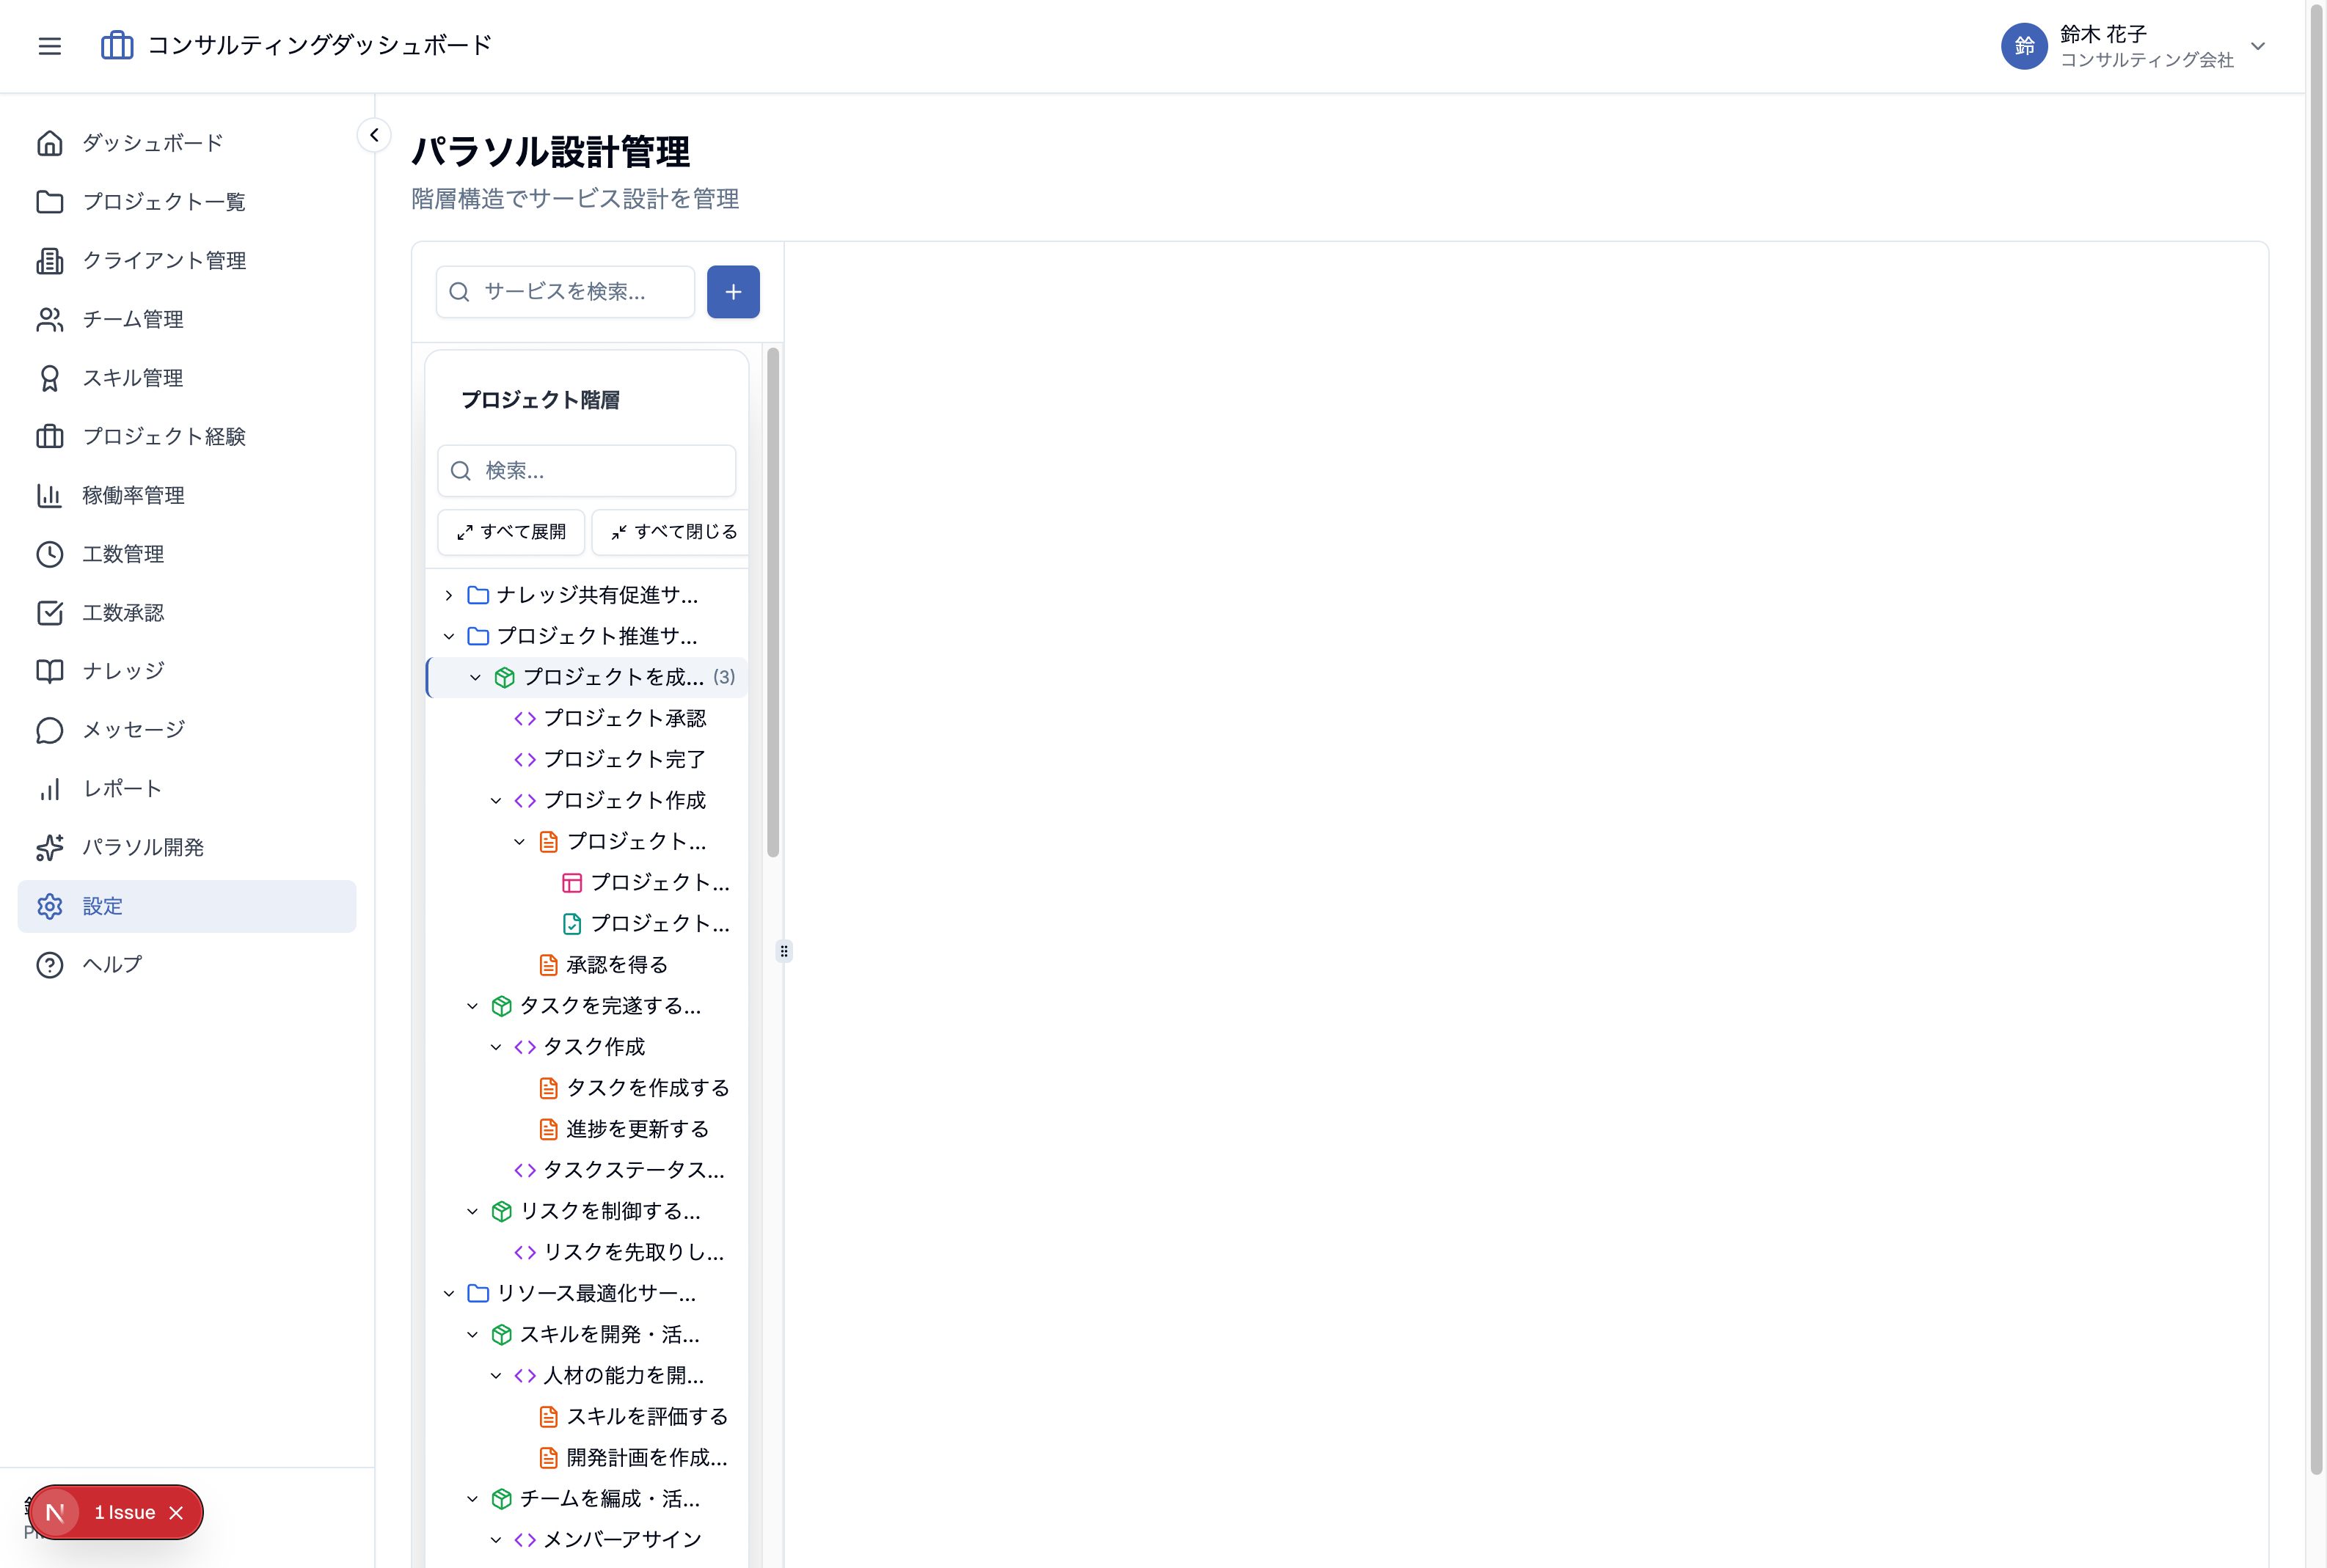 コンサルティングダッシュボード
鈴
鈴木 花子
コンサルティング会社
ダッシュボード
プロジェクト一覧
クライアント管理
チーム管理
スキル管理
プロジェクト経験
稼働率管理
工数管理
工数承認
ナレッジ
メッセージ
レポート
パラソル開発
設定
ヘルプ
N 1 Issue
パラソル設計管理
階層構造でサービス設計を管理
サービスを検索...
プロジェクト階層
検索...
すべて展開 すべて閉じる
ナレッジ共有促進サ...
プロジェクト推進サ...
プロジェクトを成... (3)
プロジェクト承認
プロジェクト完了
プロジェクト作成
プロジェクト...
プロジェクト...
プロジェクト...
承認を得る
タスクを完遂する...
タスク作成
タスクを作成する
進捗を更新する
タスクステータス...
リスクを制御する...
リスクを先取りし...
リソース最適化サー...
スキルを開発・活...
人材の能力を開...
スキルを評価する
開発計画を作成...
チームを編成・活...
メンバーアサイン